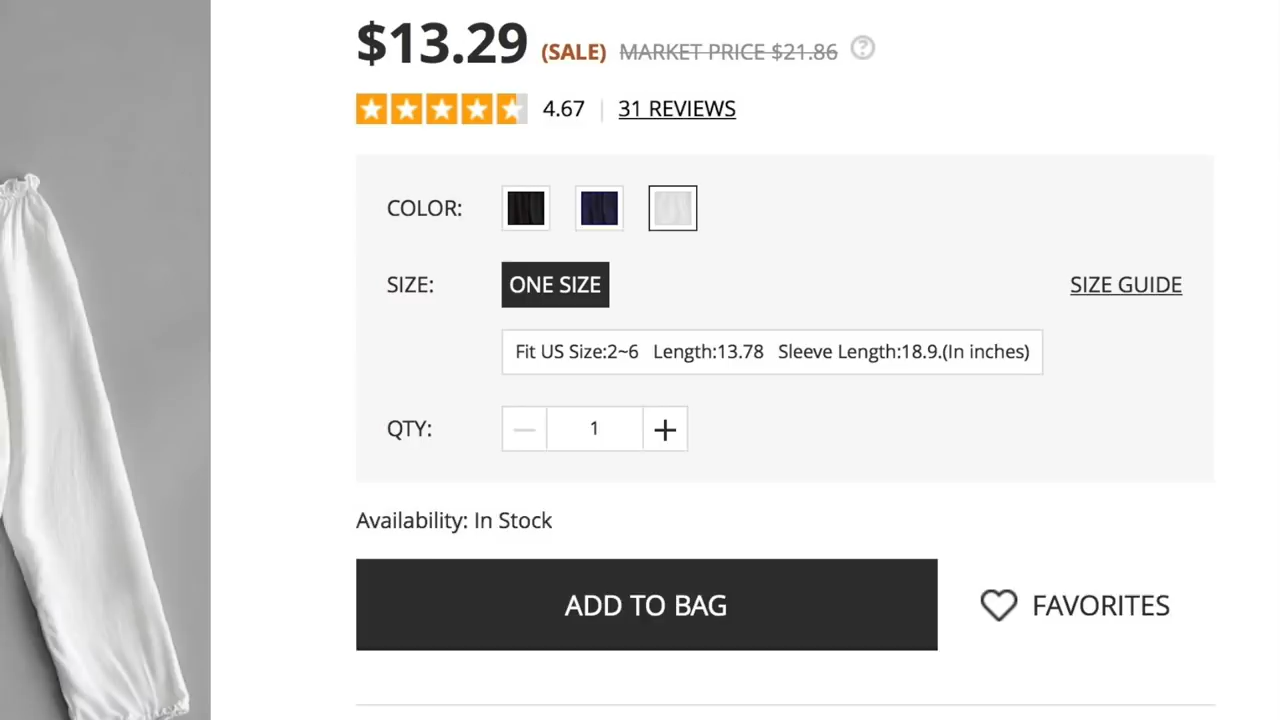 $13.29 (SALE) MARKET PRICE $21.86 ?
4.67 | 31 REVIEWS
COLOR:
SIZE: ONE SIZE SIZE GUIDE
Fit US Size:2~6 Length:13.78 Sleeve Length:18.9.(In inches)
QTY: — 1 +
Availability: In Stock
ADD TO BAG FAVORITES